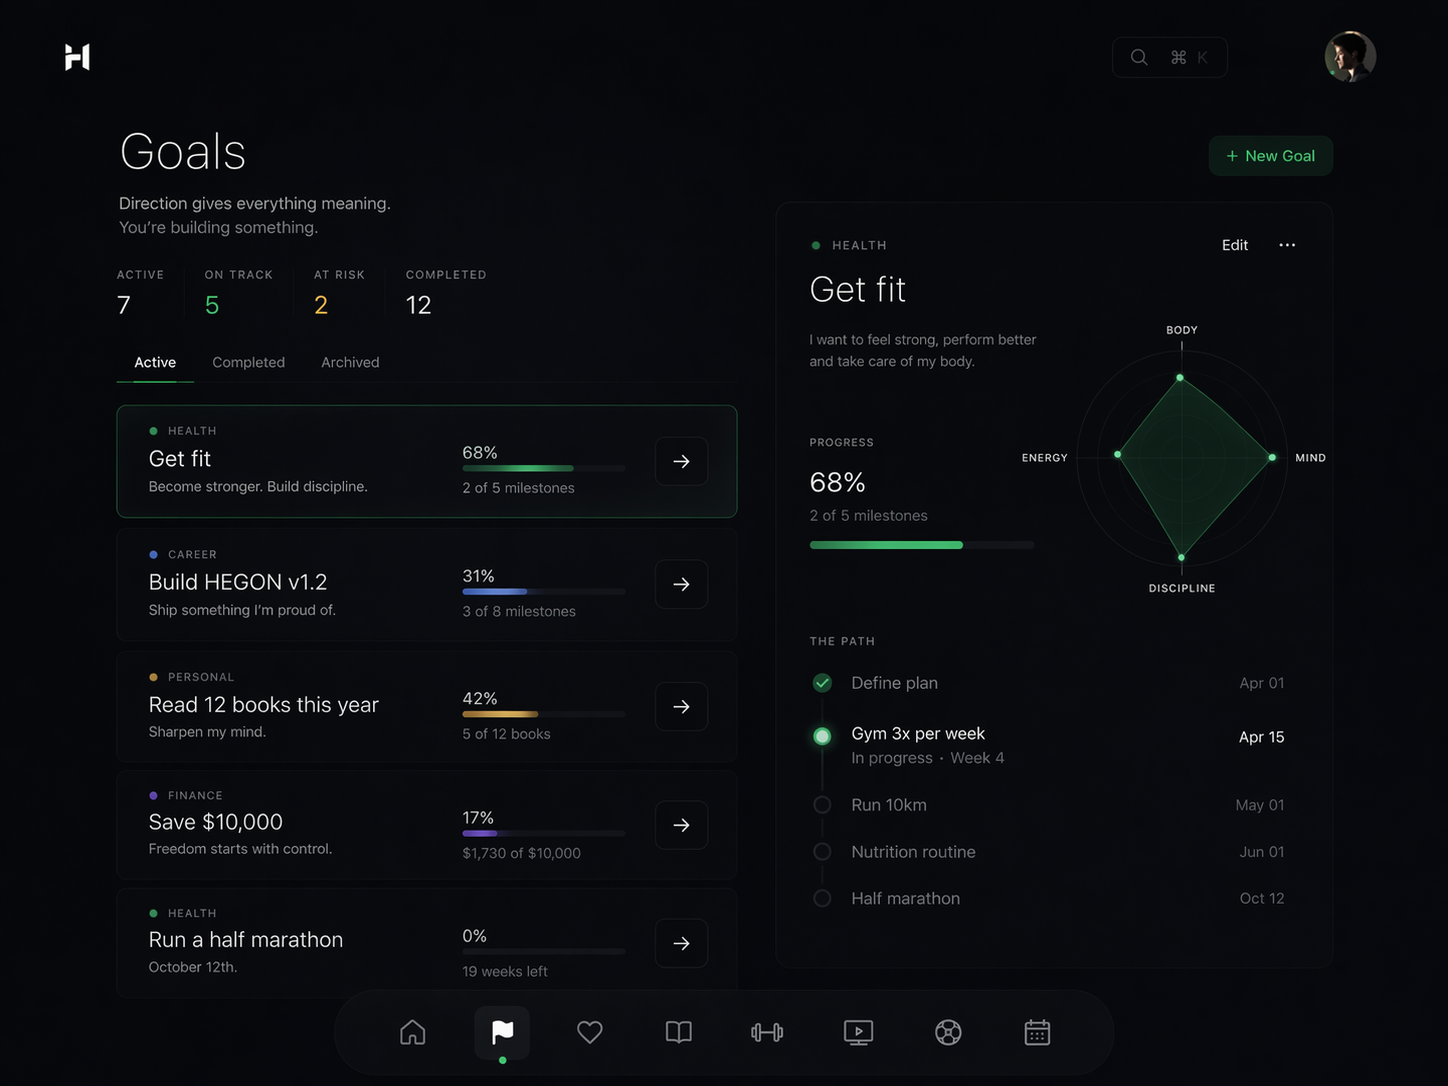 H
⌘ K
Goals
Direction gives everything meaning.
You're building something.
ACTIVE
7
ON TRACK
5
AT RISK
2
COMPLETED
12
Active
Completed
Archived
HEALTH
Get fit
Become stronger. Build discipline.
68%
2 of 5 milestones
CAREER
Build HEGON v1.2
Ship something I'm proud of.
31%
3 of 8 milestones
PERSONAL
Read 12 books this year
Sharpen my mind.
42%
5 of 12 books
FINANCE
Save $10,000
Freedom starts with control.
17%
$1,730 of $10,000
HEALTH
Run a half marathon
October 12th.
0%
19 weeks left
+ New Goal
HEALTH
Edit
Get fit
I want to feel strong, perform better
and take care of my body.
PROGRESS
68%
2 of 5 milestones
BODY
ENERGY
MIND
DISCIPLINE
THE PATH
Define plan
Apr 01
Gym 3x per week
Apr 15
In progress · Week 4
Run 10km
May 01
Nutrition routine
Jun 01
Half marathon
Oct 12